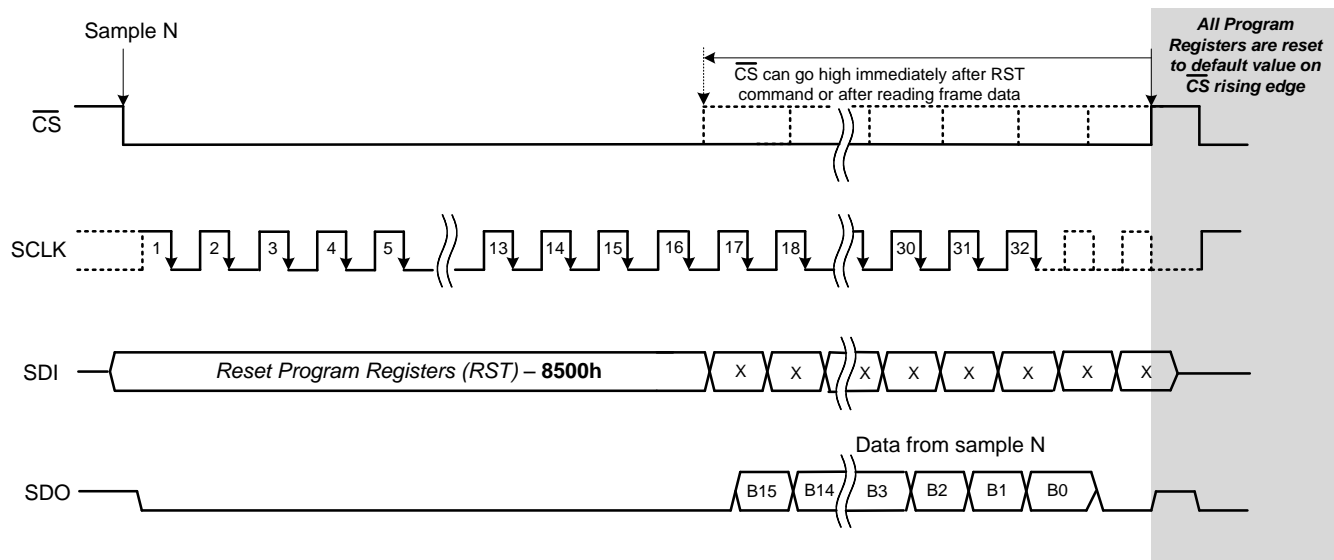 Sample N
All Program
Registers are reset
to default value on
CS rising edge
CS can go high immediately after RST
command or after reading frame data
CS
SCLK
1 2 3 4 5 13 14 15 16 17 18 30 31 32
SDI
Reset Program Registers (RST) – 8500h
X X X X X X X X
Data from sample N
SDO
B15 B14 B3 B2 B1 B0